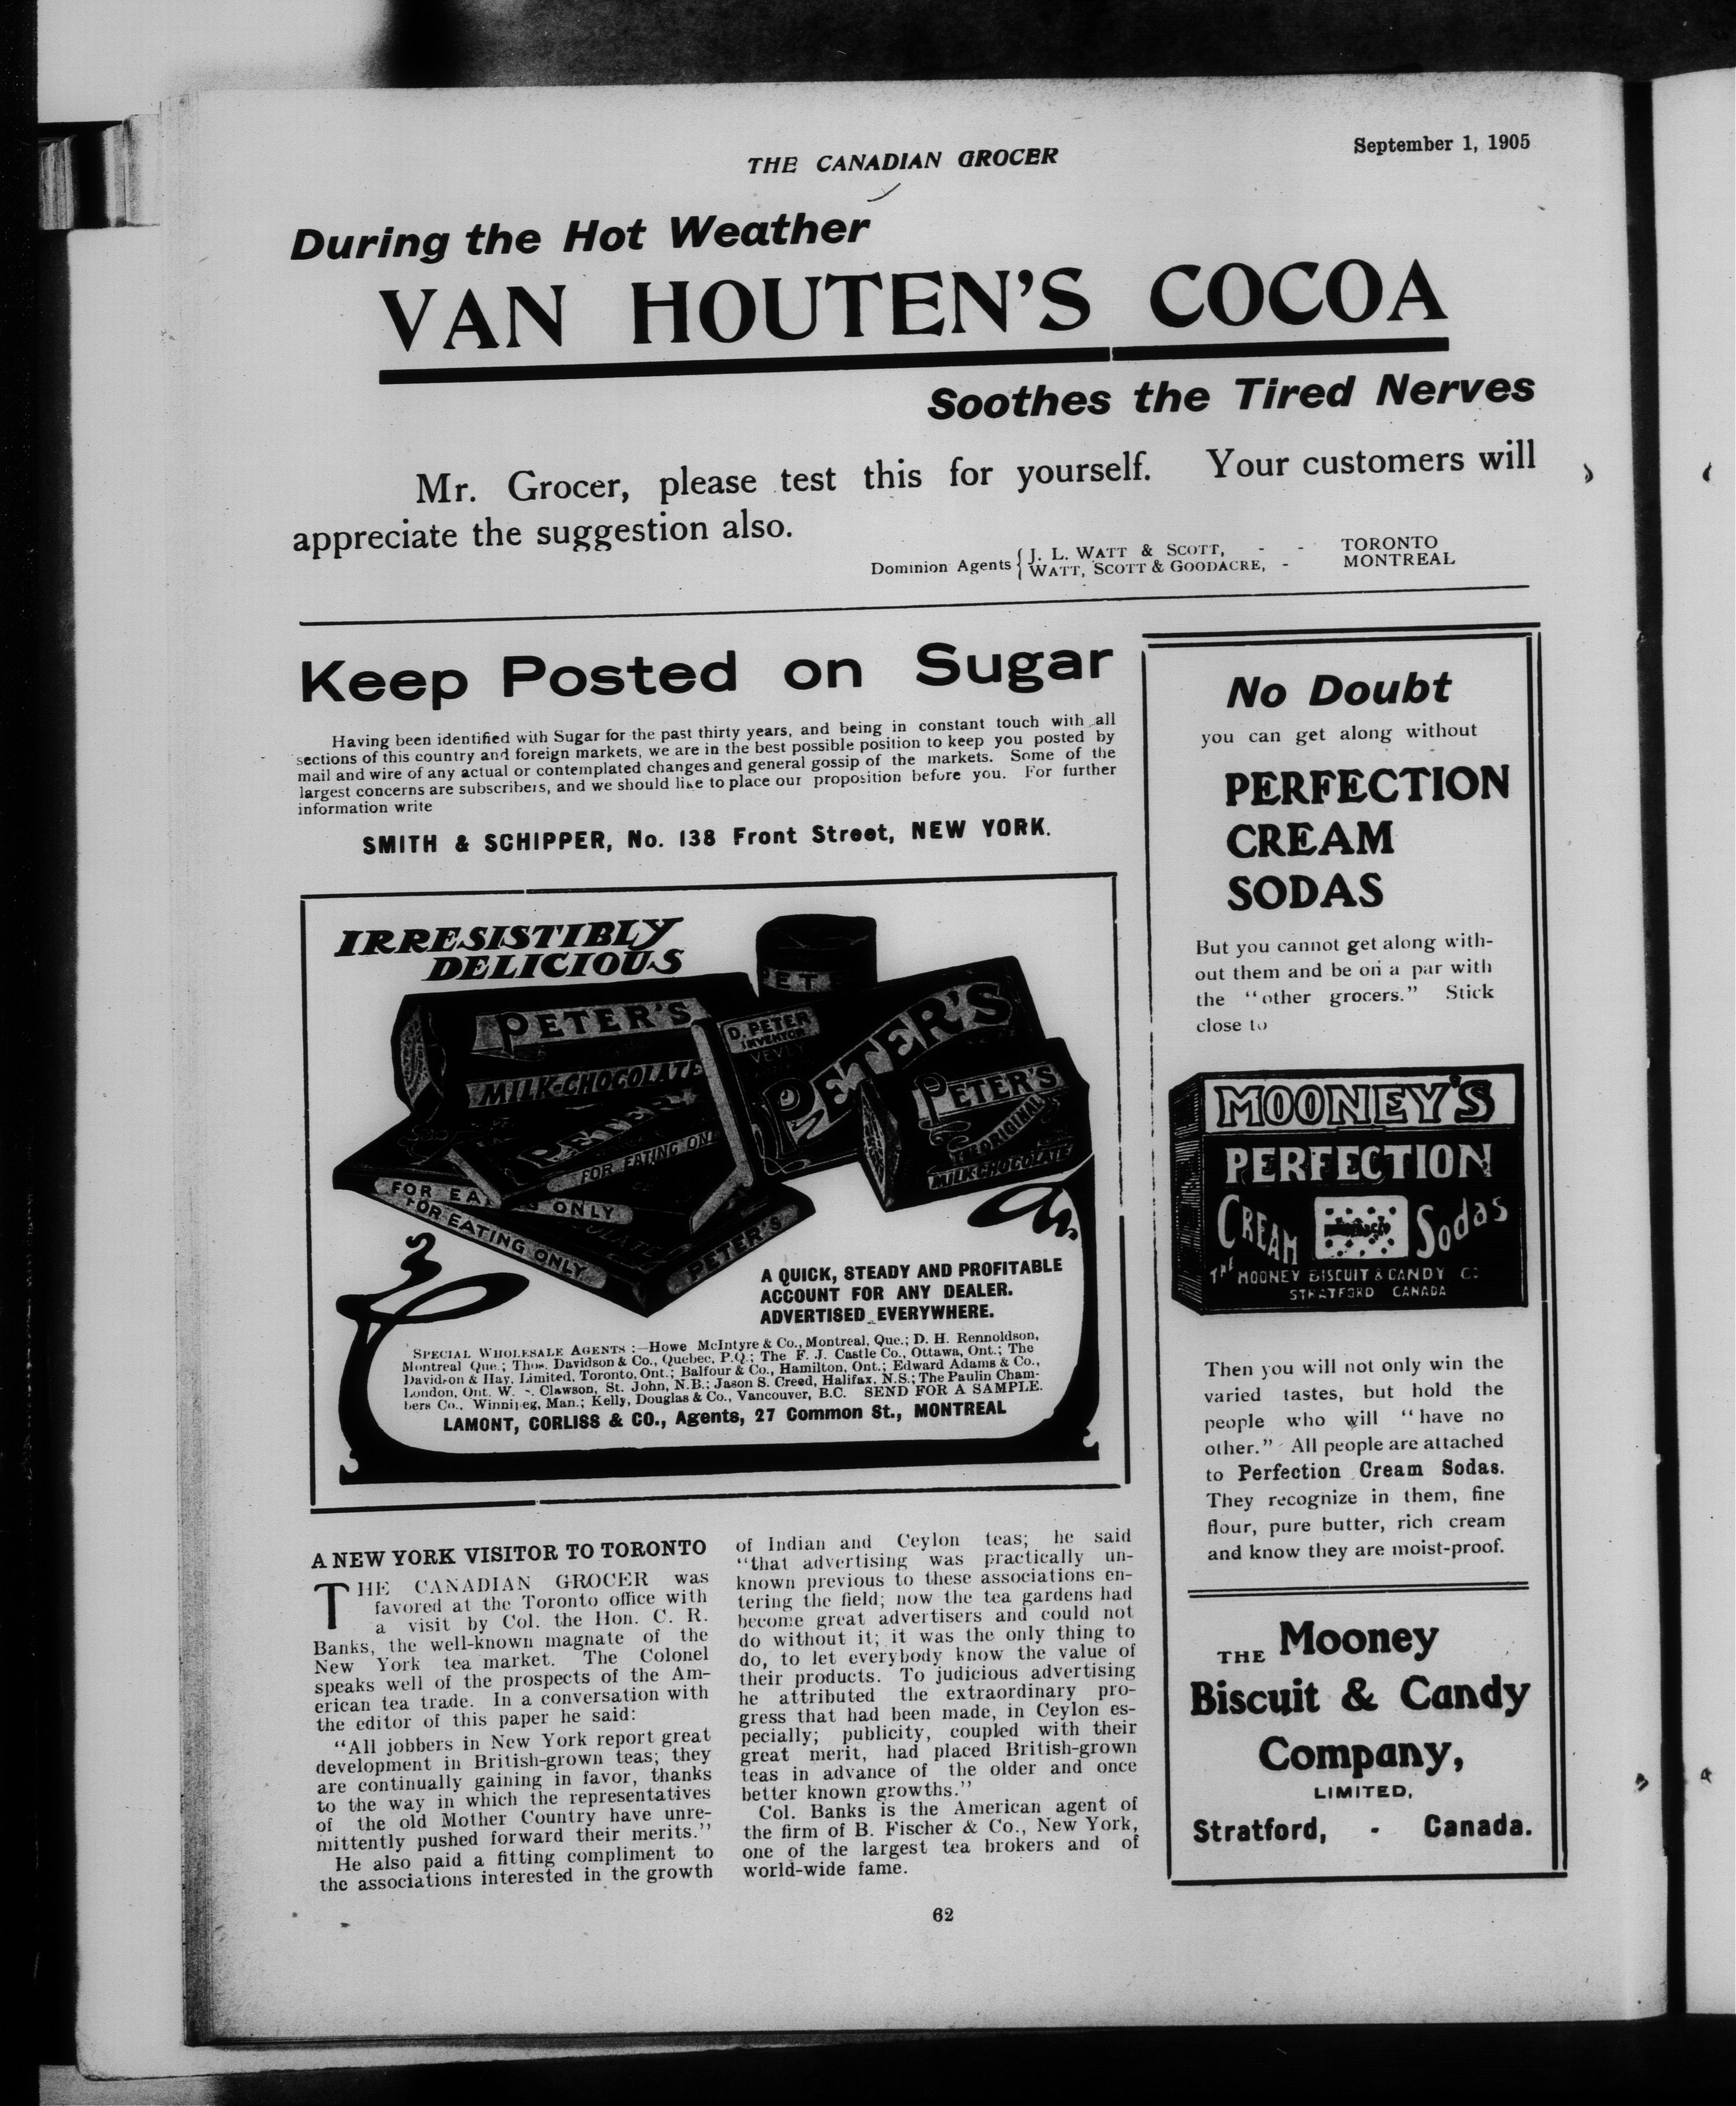 THE CANADIAN GROCER
September 1, 1905
During the Hot Weather
VAN HOUTEN'S COCOA
Soothes the Tired Nerves
Mr. Grocer, please test this for yourself. Your customers will
appreciate the suggestion also.
Dominion Agents { J. L. WATT & SCOTT, - - TORONTO
WATT, SCOTT & GOODACRE, - MONTREAL
Keep Posted on Sugar
Having been identified with Sugar for the past thirty years, and being in constant touch with all
sections of this country and foreign markets, we are in the best possible position to keep you posted by
mail and wire of any actual or contemplated changes and general gossip of the markets. Some of the
largest concerns are subscribers, and we should like to place our proposition before you. For further
information write
SMITH & SCHIPPER, No. 138 Front Street, NEW YORK.
IRRESISTIBLY
DELICIOUS
PETER'S
MILK-CHOCOLATE
PETER'S
FOR EATING ONL
FOR EA
ONLY
FOR EATING ONLY
PETER'S
PET
D. PETER
INVENTOR
VEVEY
PETER'S
PETER'S
THE ORIGINAL
MILK CHOCOLATE
A QUICK, STEADY AND PROFITABLE
ACCOUNT FOR ANY DEALER.
ADVERTISED EVERYWHERE.
SPECIAL WHOLESALE AGENTS :—Howe McIntyre & Co., Montreal, Que.; D. H. Rennoldson,
Montreal Que.; Thos. Davidson & Co., Quebec, P.Q.; The F. J. Castle Co., Ottawa, Ont.; The
Davidson & Hay, Limited, Toronto, Ont.; Balfour & Co., Hamilton, Ont.; Edward Adams & Co.,
London, Ont. W. Clawson, St. John, N.B.; Jason S. Creed, Halifax, N.S.; The Paulin Cham-
bers Co., Winnipeg, Man.; Kelly, Douglas & Co., Vancouver, B.C. SEND FOR A SAMPLE.
LAMONT, CORLISS & CO., Agents, 27 Common St., MONTREAL
A NEW YORK VISITOR TO TORONTO
THE CANADIAN GROCER was
favored at the Toronto office with
a visit by Col. the Hon. C. R.
Banks, the well-known magnate of the
New York tea market. The Colonel
speaks well of the prospects of the Am-
erican tea trade. In a conversation with
the editor of this paper he said:
"All jobbers in New York report great
development in British-grown teas; they
are continually gaining in favor, thanks
to the way in which the representatives
of the old Mother Country have unre-
mittently pushed forward their merits."
He also paid a fitting compliment to
the associations interested in the growth
of Indian and Ceylon teas; he said
"that advertising was practically un-
known previous to these associations en-
tering the field; now the tea gardens had
become great advertisers and could not
do without it; it was the only thing to
do, to let everybody know the value of
their products. To judicious advertising
he attributed the extraordinary pro-
gress that had been made, in Ceylon es-
pecially; publicity, coupled with their
great merit, had placed British-grown
teas in advance of the older and once
better known growths."
Col. Banks is the American agent of
the firm of B. Fischer & Co., New York,
one of the largest tea brokers and of
world-wide fame.
No Doubt
you can get along without
PERFECTION
CREAM
SODAS
But you cannot get along with-
out them and be on a par with
the "other grocers." Stick
close to
MOONEY'S
PERFECTION
CREAM Sodas
THE MOONEY BISCUIT & CANDY CO
STRATFORD CANADA
Then you will not only win the
varied tastes, but hold the
people who will "have no
other." All people are attached
to Perfection Cream Sodas.
They recognize in them, fine
flour, pure butter, rich cream
and know they are moist-proof.
THE Mooney
Biscuit & Candy
Company,
LIMITED,
Stratford, - Canada.
62